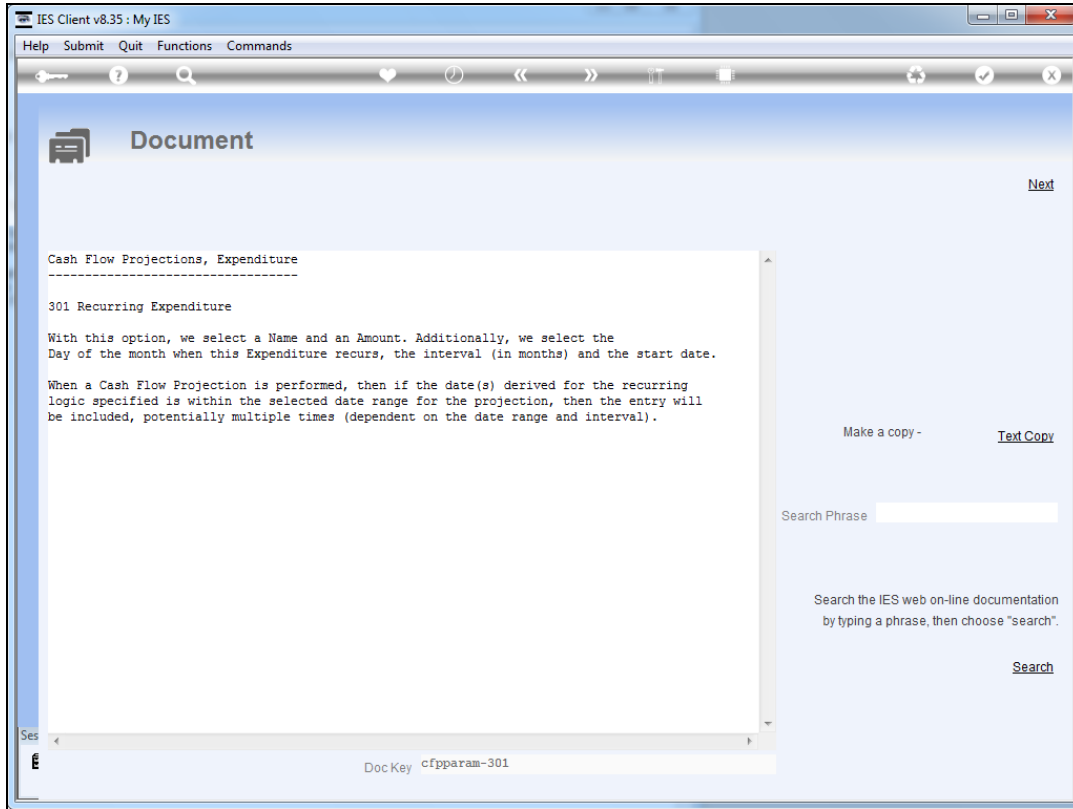 IES Client v8.35 : My IES
Help Submit Quit Functions Commands
Document
Next
Cash Flow Projections, Expenditure
----------------------------------
301 Recurring Expenditure
With this option, we select a Name and an Amount. Additionally, we select the
Day of the month when this Expenditure recurs, the interval (in months) and the start date.
When a Cash Flow Projection is performed, then if the date(s) derived for the recurring
logic specified is within the selected date range for the projection, then the entry will
be included, potentially multiple times (dependent on the date range and interval).
Make a copy - Text Copy
Search Phrase
Search the IES web on-line documentation
by typing a phrase, then choose "search".
Search
Ses
Doc Key cfpparam-301